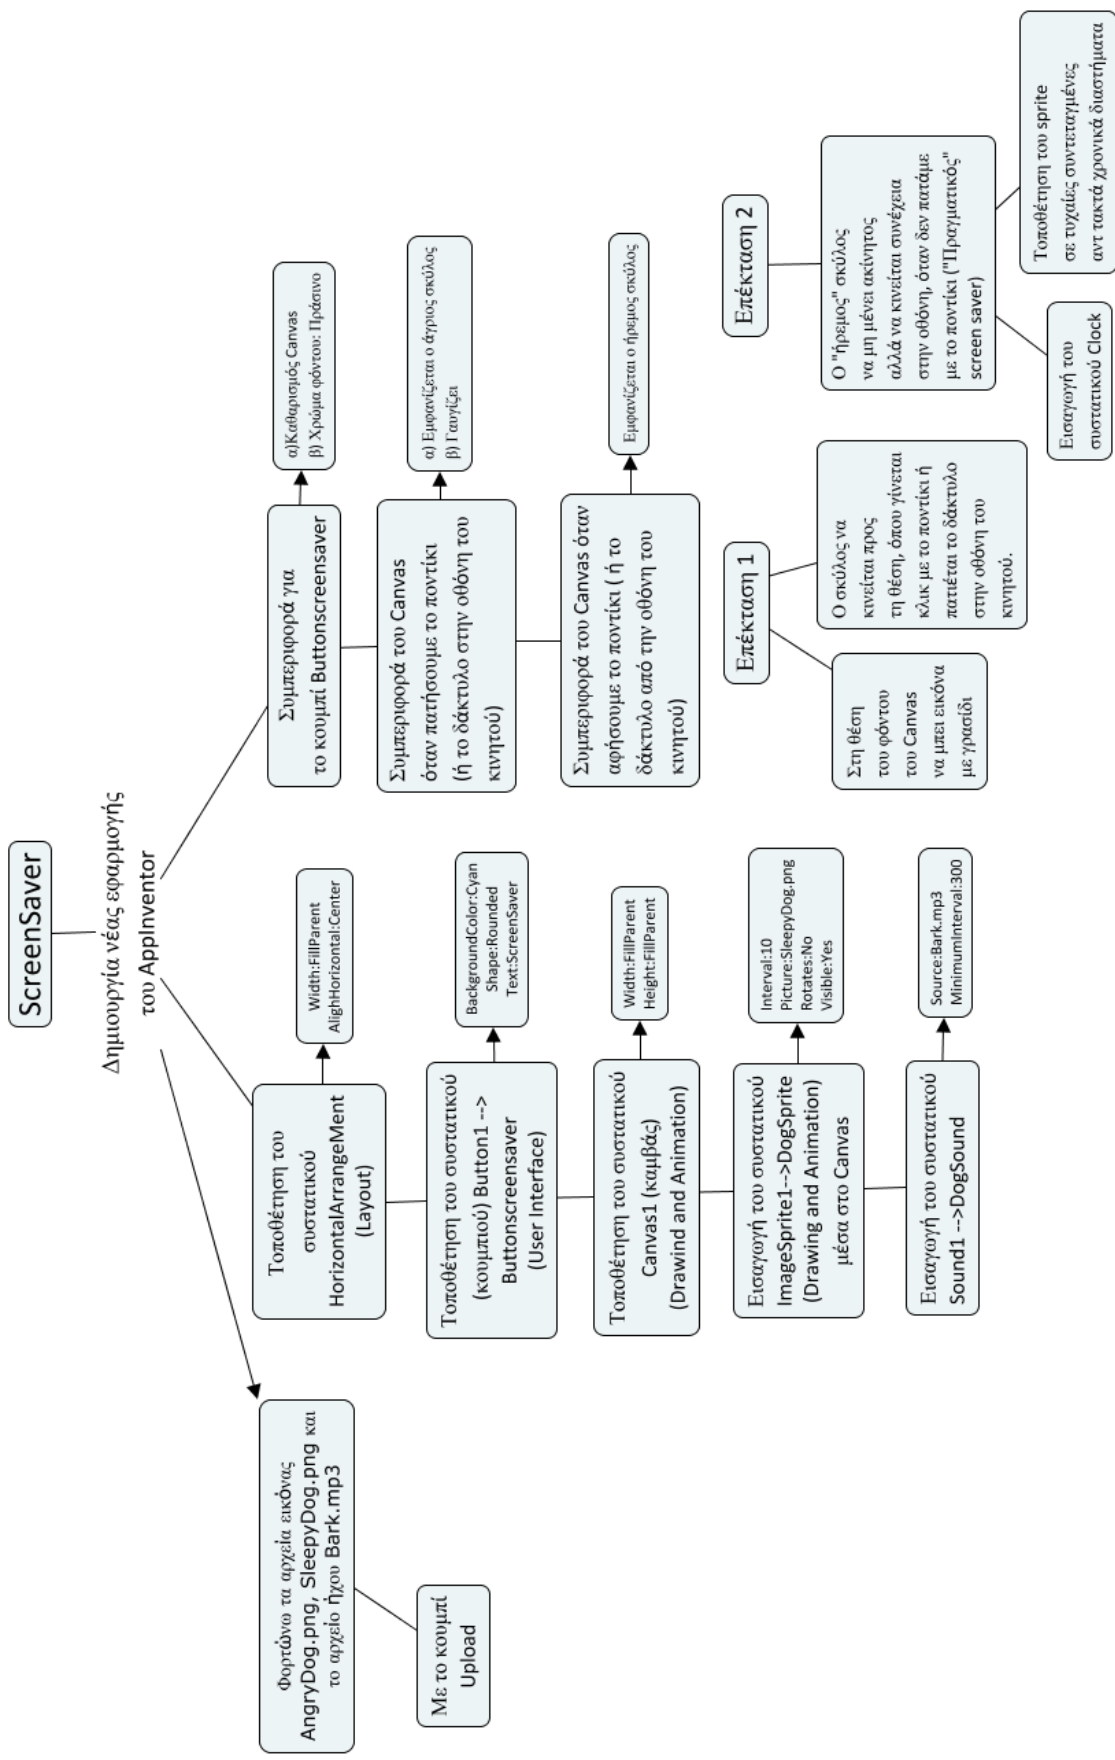 ScreenSaver
Δημιουργία νέας εφαρμογής
του AppInventor
Φορτώνω τα αρχεία εικόνας
AngryDog.png, SleepyDog.png και
το αρχείο ήχου Bark.mp3
Με το κουμπί
Upload
Τοποθέτηση του
συστατικού
HorizontalArrangeMent
(Layout)
Width:FillParent
AlighHorizontal:Center
Τοποθέτηση του συστατικού
(κουμπιού) Button1 -->
Buttonscreensaver
(User Interface)
BackgroundColor:Cyan
Shape:Rounded
Text:ScreenSaver
Τοποθέτηση του συστατικού
Canvas1 (καμβάς)
(Drawind and Animation)
Width:FillParent
Height:FillParent
Εισαγωγή του συστατικού
ImageSprite1-->DogSprite
(Drawing and Animation)
μέσα στο Canvas
Interval:10
Picture:SleepyDog.png
Rotates:No
Visible:Yes
Εισαγωγή του συστατικού
Sound1 -->DogSound
Source:Bark.mp3
MinimumInterval:300
Συμπεριφορά για
το κουμπί Buttonscreensaver
α)Καθαρισμός Canvas
β) Χρώμα φόντου: Πράσινο
Συμπεριφορά του Canvas
όταν πατήσουμε το ποντίκι
(ή το δάκτυλο στην οθόνη του
κινητού)
α) Εμφανίζεται ο άγριος σκύλος
β) Γαυγίζει
Συμπεριφορά του Canvas όταν
αφήσουμε το ποντίκι ( ή το
δάκτυλο από την οθόνη του
κινητού)
Εμφανίζεται ο ήρεμος σκύλος
Επέκταση 1
Στη θέση
του φόντου
του Canvas
να μπει εικόνα
με γρασίδι
Ο σκύλος να
κινείται προς
τη θέση, όπου γίνεται
κλικ με το ποντίκι ή
πατιέται το δάκτυλο
στην οθόνη του
κινητού.
Επέκταση 2
Ο "ήρεμος" σκύλος
να μη μένει ακίνητος
αλλά να κινείται συνέχεια
στην οθόνη, όταν δεν πατάμε
με το ποντίκι ("Πραγματικός"
screen saver)
Εισαγωγή του
συστατικού Clock
Τοποθέτηση του sprite
σε τυχαίες συντεταγμένες
αντ τακτά χρονικά διαστήματα